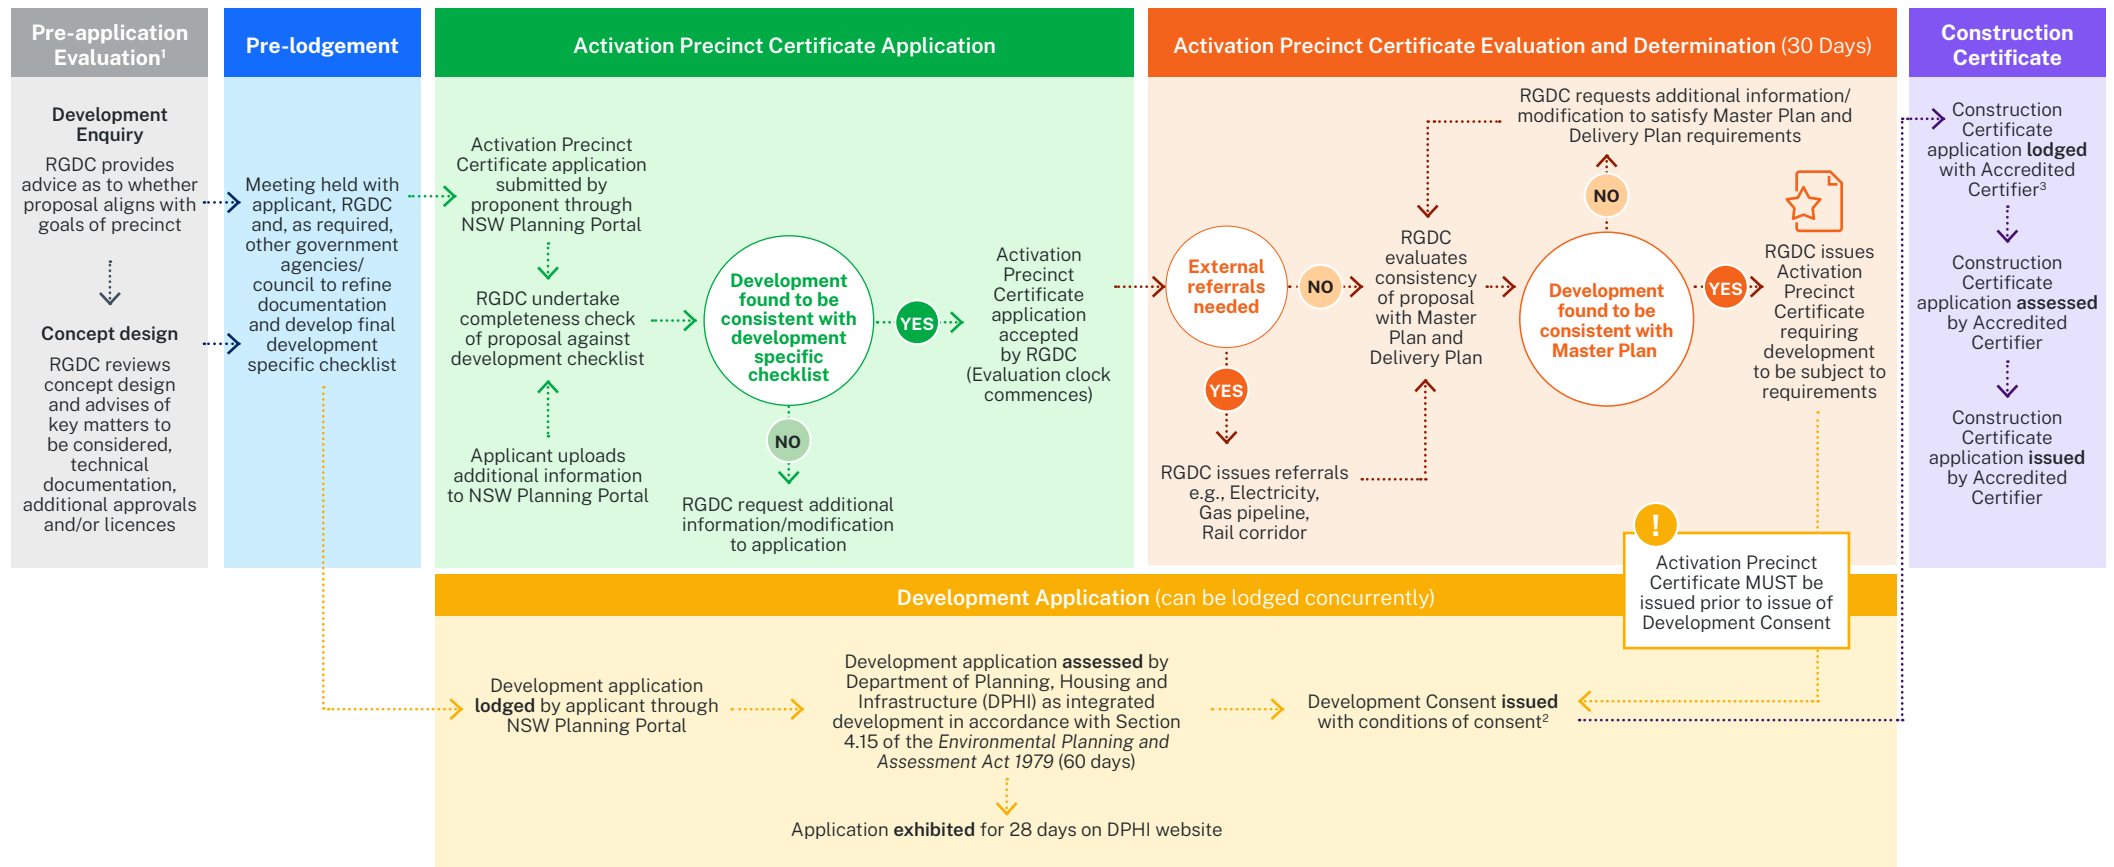 Pre-application
Evaluation¹
Development
Enquiry
RGDC provides
advice as to whether
proposal aligns with
goals of precinct
Concept design
RGDC reviews
concept design
and advises of
key matters to
be considered,
technical
documentation,
additional approvals
and/or licences
Pre-lodgement
Meeting held with
applicant, RGDC
and, as required,
other government
agencies/
council to refine
documentation
and develop final
development
specific checklist
Activation Precinct Certificate Application
Activation Precinct
Certificate application
submitted by
proponent through
NSW Planning Portal
RGDC undertake
completeness check
of proposal against
development checklist
Applicant uploads
additional information
to NSW Planning Portal
Development
found to be
consistent with
development
specific
checklist
YES
NO
RGDC request additional
information/modification
to application
Activation
Precinct
Certificate
application
accepted
by RGDC
(Evaluation clock
commences)
Activation Precinct Certificate Evaluation and Determination (30 Days)
External
referrals
needed
NO
YES
RGDC issues referrals
e.g., Electricity,
Gas pipeline,
Rail corridor
RGDC
evaluates
consistency
of proposal
with Master
Plan and
Delivery Plan
RGDC requests additional information/
modification to satisfy Master Plan and
Delivery Plan requirements
NO
Development
found to be
consistent with
Master Plan
YES
RGDC issues
Activation
Precinct
Certificate
requiring
development
to be subject to
requirements
!
Activation Precinct
Certificate MUST be
issued prior to issue of
Development Consent
Construction
Certificate
Construction
Certificate
application lodged
with Accredited
Certifier³
Construction
Certificate
application assessed
by Accredited
Certifier
Construction
Certificate
application issued
by Accredited
Certifier
Development Application (can be lodged concurrently)
Development application
lodged by applicant through
NSW Planning Portal
Development application assessed by
Department of Planning, Housing and
Infrastructure (DPHI) as integrated
development in accordance with Section
4.15 of the Environmental Planning and
Assessment Act 1979 (60 days)
Application exhibited for 28 days on DPHI website
Development Consent issued
with conditions of consent²